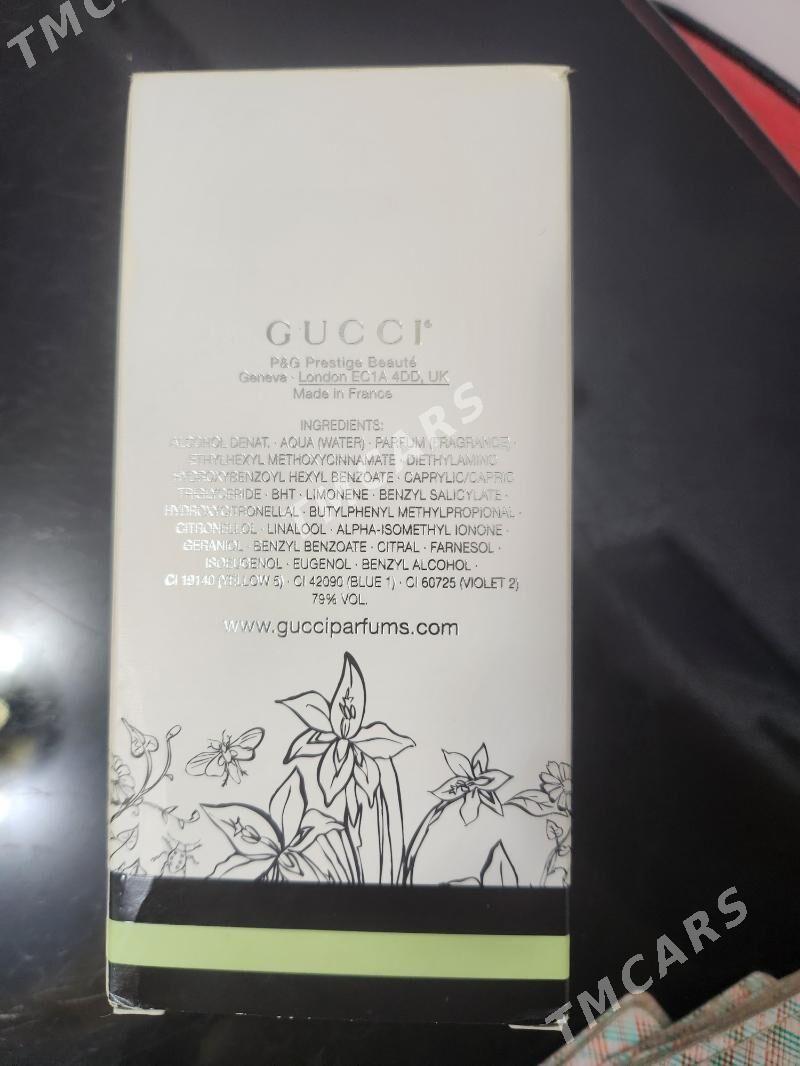 TMCARS
GUCCI®
P&G Prestige Beauté
Geneva · London EC1A 4DD, UK
Made in France
TMCARS
INGREDIENTS:
ALCOHOL DENAT. · AQUA (WATER) · PARFUM (FRAGRANCE) ·
ETHYLHEXYL METHOXYCINNAMATE · DIETHYLAMINO
HYDROXYBENZOYL HEXYL BENZOATE · CAPRYLIC/CAPRIC
TRIGLYCERIDE · BHT · LIMONENE · BENZYL SALICYLATE ·
HYDROXYCITRONELLAL · BUTYLPHENYL METHYLPROPIONAL ·
CITRONELLOL · LINALOOL · ALPHA-ISOMETHYL IONONE ·
GERANIOL · BENZYL BENZOATE · CITRAL · FARNESOL ·
ISOEUGENOL · EUGENOL · BENZYL ALCOHOL ·
CI 19140 (YELLOW 5) · CI 42090 (BLUE 1) · CI 60725 (VIOLET 2)
79% VOL.
www.gucciparfums.com
TMCARS